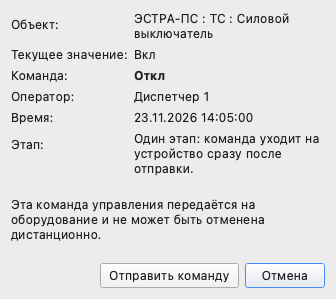 Объект: ЭСТРА-ПС : ТС : Силовой
выключатель
Текущее значение: Вкл
Команда: Откл
Оператор: Диспетчер 1
Время: 23.11.2026 14:05:00
Этап: Один этап: команда уходит на
устройство сразу после
отправки.
Эта команда управления передаётся на
оборудование и не может быть отменена
дистанционно.
Отправить команду Отмена